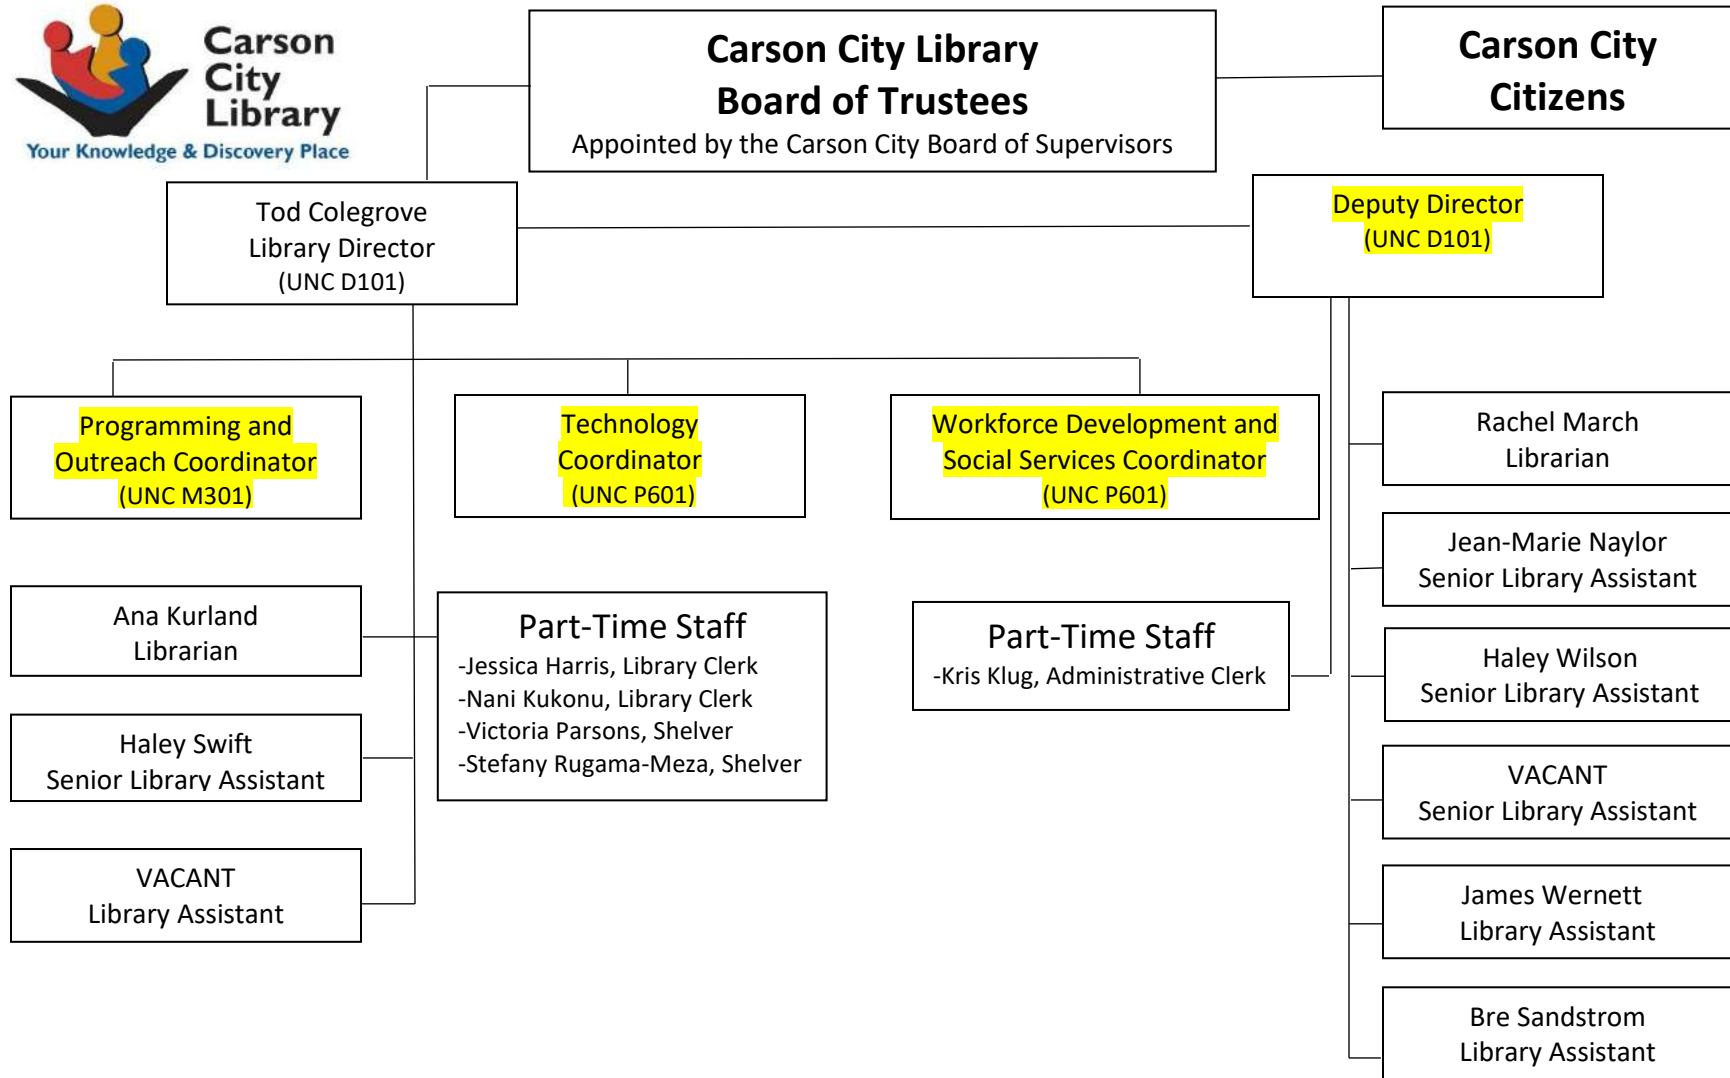 Carson
City
Library
Your Knowledge & Discovery Place
Carson City Library
Board of Trustees
Appointed by the Carson City Board of Supervisors
Carson City
Citizens
Tod Colegrove
Library Director
(UNC D101)
Deputy Director
(UNC D101)
Programming and
Outreach Coordinator
(UNC M301)
Technology
Coordinator
(UNC P601)
Workforce Development and
Social Services Coordinator
(UNC P601)
Rachel March
Librarian
Jean-Marie Naylor
Senior Library Assistant
Ana Kurland
Librarian
Part-Time Staff
-Jessica Harris, Library Clerk
-Nani Kukonu, Library Clerk
-Victoria Parsons, Shelver
-Stefany Rugama-Meza, Shelver
Part-Time Staff
-Kris Klug, Administrative Clerk
Haley Wilson
Senior Library Assistant
Haley Swift
Senior Library Assistant
VACANT
Senior Library Assistant
VACANT
Library Assistant
James Wernett
Library Assistant
Bre Sandstrom
Library Assistant